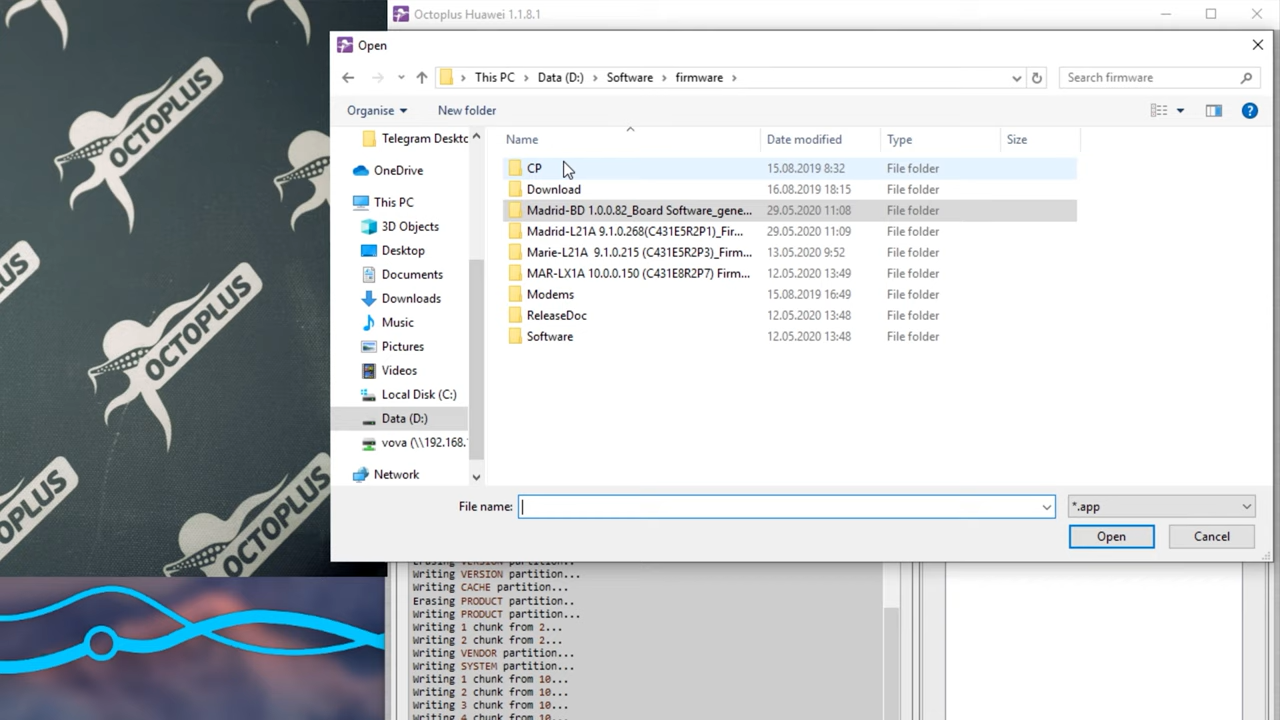 Octoplus Huawei 1.1.8.1
Open
This PC > Data (D:) > Software > firmware >
Search firmware
Organise
New folder
Name
Date modified
Type
Size
Telegram Deskto
OneDrive
This PC
3D Objects
Desktop
Documents
Downloads
Music
Pictures
Videos
Local Disk (C:)
Data (D:)
vova (\\192.168.
Network
CP 15.08.2019 8:32 File folder
Download 16.08.2019 18:15 File folder
Madrid-BD 1.0.0.82_Board Software_gene... 29.05.2020 11:08 File folder
Madrid-L21A 9.1.0.268(C431E5R2P1)_Fir... 29.05.2020 11:09 File folder
Marie-L21A 9.1.0.215 (C431E5R2P3)_Firm... 13.05.2020 9:52 File folder
MAR-LX1A 10.0.0.150 (C431E8R2P7) Firm... 12.05.2020 13:49 File folder
Modems 15.08.2019 16:49 File folder
ReleaseDoc 12.05.2020 13:48 File folder
Software 12.05.2020 13:48 File folder
File name:
*.app
Open
Cancel
Erasing VERSION partition...
Writing VERSION partition...
Writing CACHE partition...
Erasing PRODUCT partition..
Writing PRODUCT partition...
Writing 1 chunk from 2...
Writing 2 chunk from 2...
Writing VENDOR partition...
Writing SYSTEM partition...
Writing 1 chunk from 10...
Writing 2 chunk from 10...
Writing 3 chunk from 10...
Writing 4 chunk from 10...
OCTOPLUS
OCTOPLUS
OCTOPLUS
OCTOPLUS
OCTOPLUS